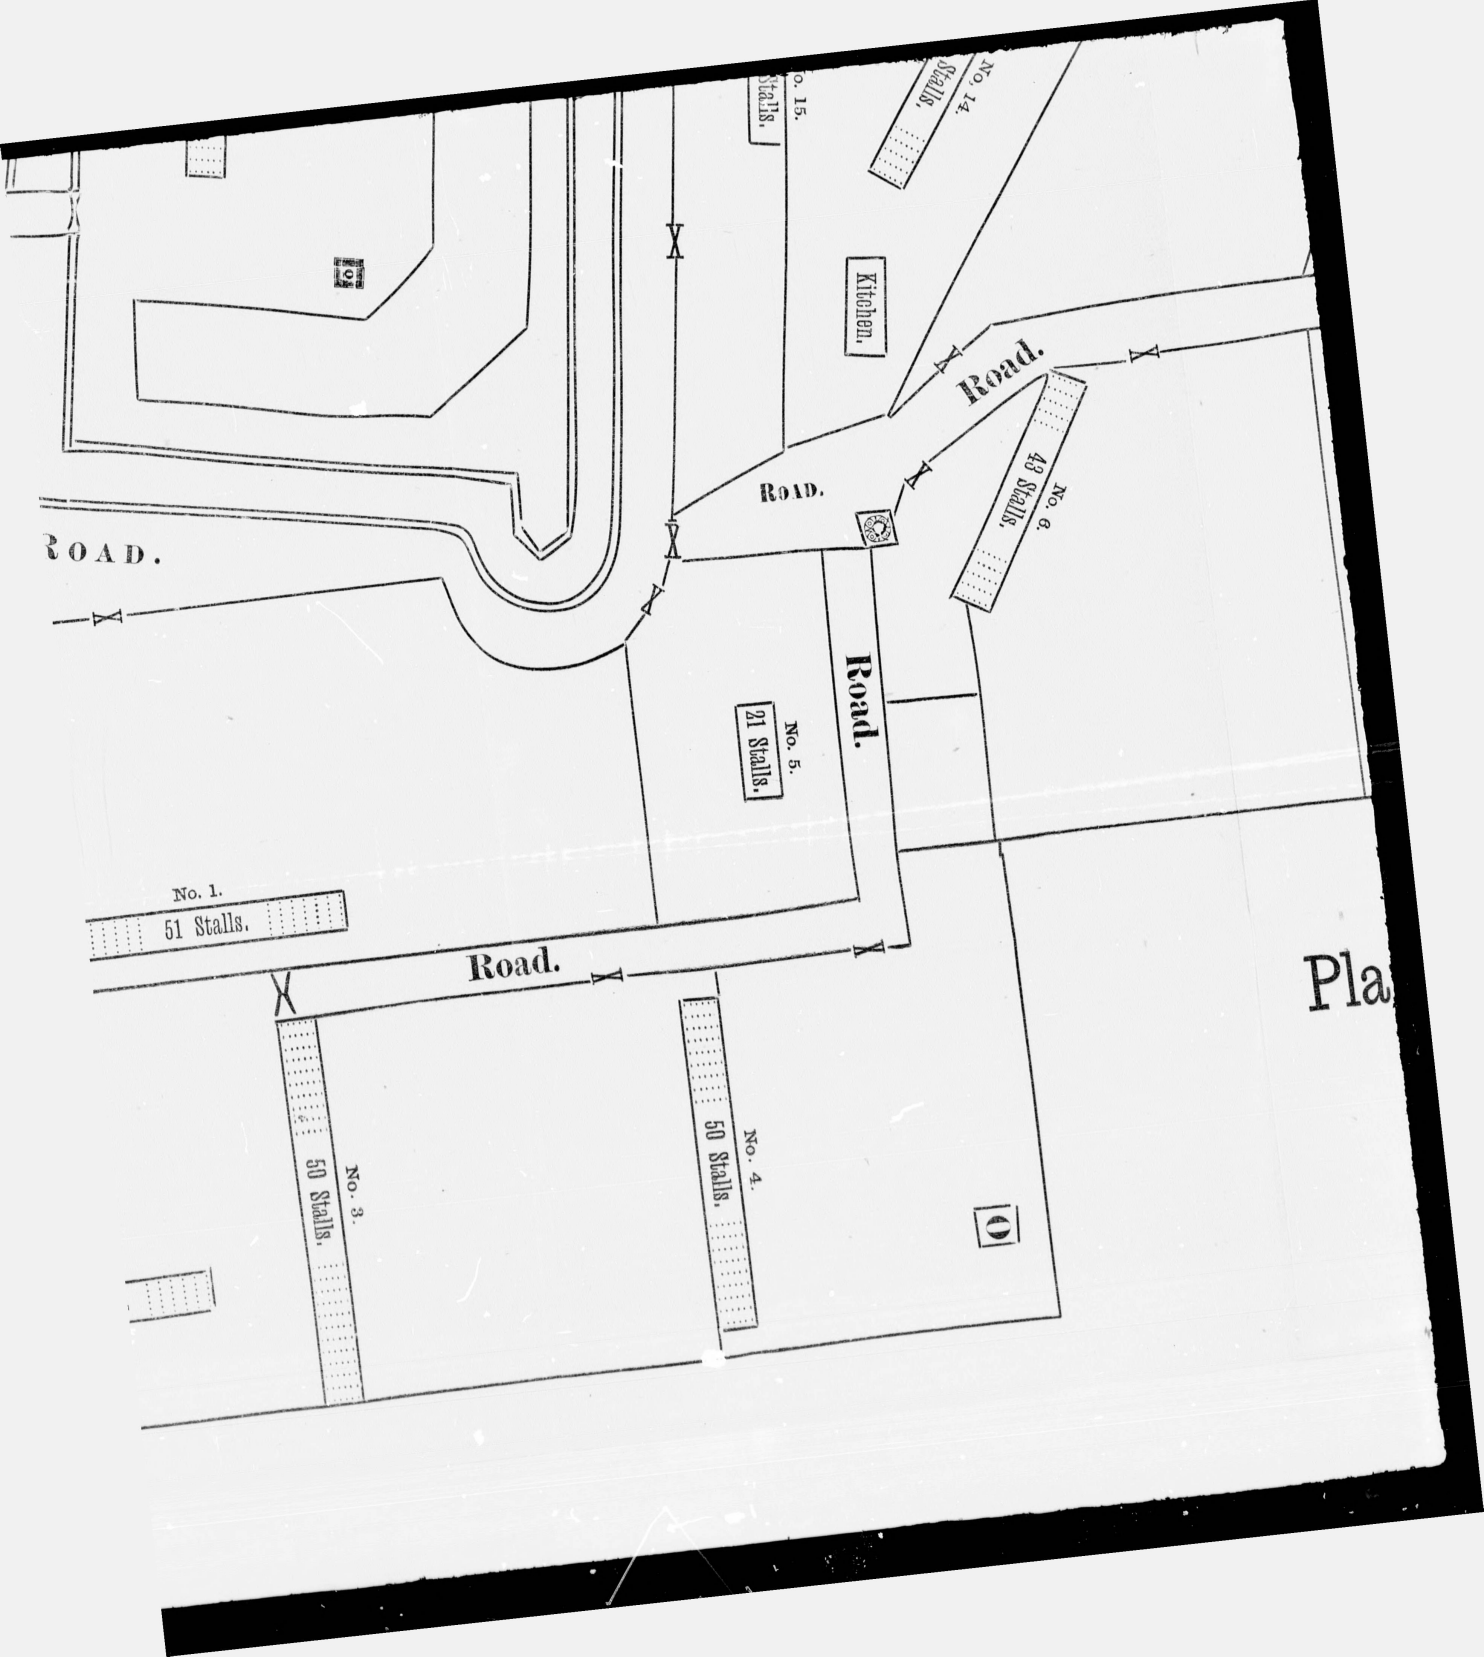 Stalls.
o. 15.
Stalls.
No. 14.
Kitchen.
Road.
ROAD.
43 Stalls.
No. 6.
ROAD.
Road.
21 Stalls.
No. 5.
No. 1.
51 Stalls.
Road.
Pla
50 Stalls.
No. 3.
50 Stalls.
No. 4.
O